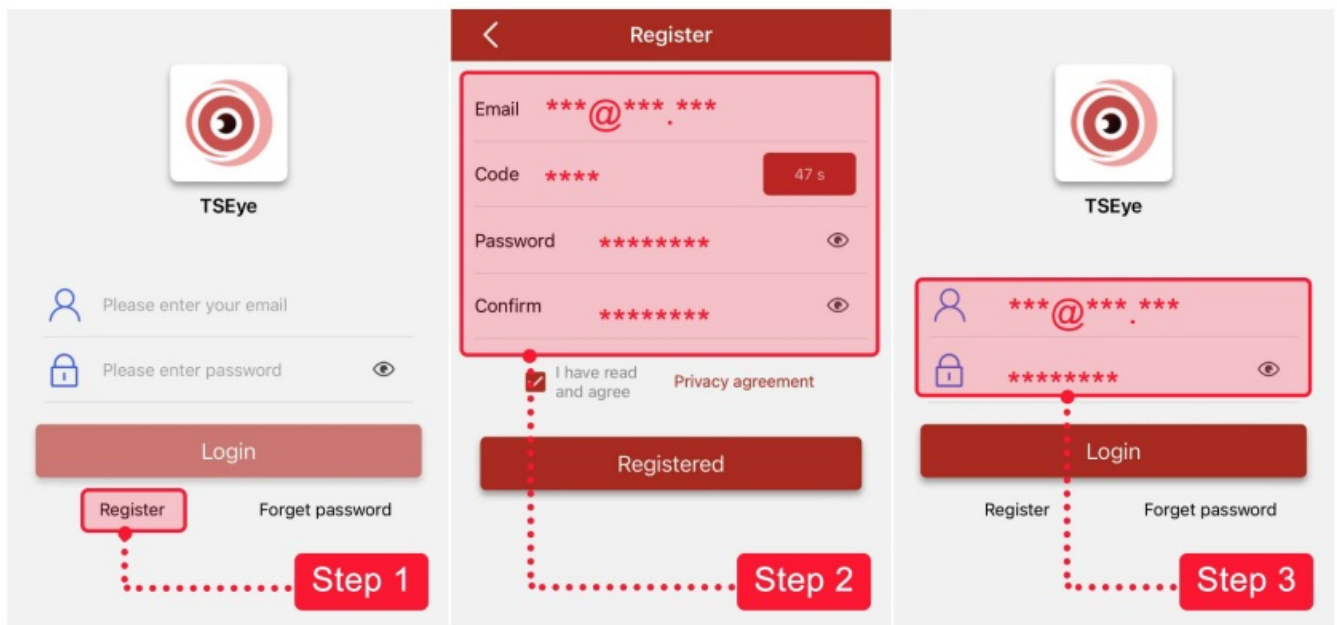 TSEye
Please enter your email
Please enter password
Login
Register
Forget password
Step 1
Register
Email ***@***.***
Code **** 47 s
Password ********
Confirm ********
I have read
and agree
Privacy agreement
Registered
Step 2
TSEye
***@***.***
********
Login
Register
Forget password
Step 3